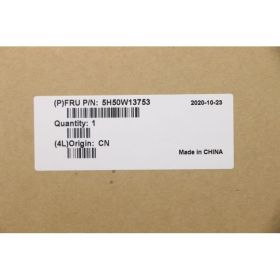 (P)FRU P/N: 5H50W13753 2020-10-23
Quantity: 1
(4L)Origin: CN
Made in CHINA